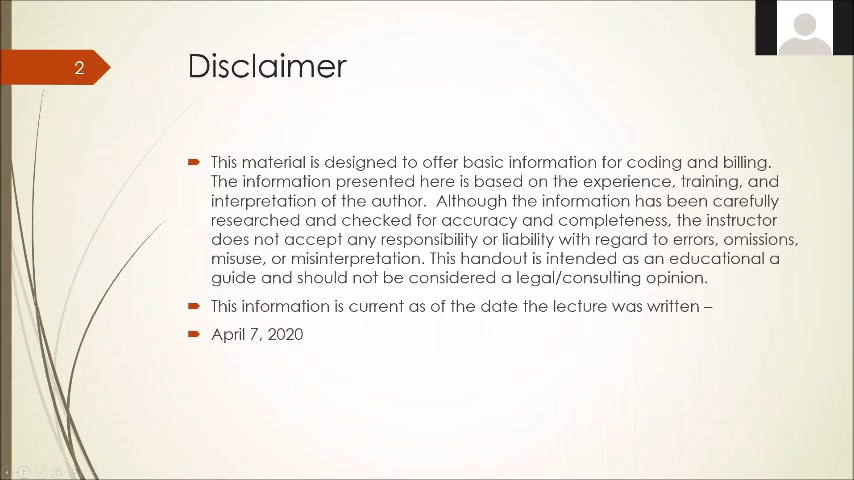 2
Disclaimer
This material is designed to offer basic information for coding and billing.
The information presented here is based on the experience, training, and
interpretation of the author.  Although the information has been carefully
researched and checked for accuracy and completeness, the instructor
does not accept any responsibility or liability with regard to errors, omissions,
misuse, or misinterpretation. This handout is intended as an educational a
guide and should not be considered a legal/consulting opinion.
This information is current as of the date the lecture was written –
April 7, 2020